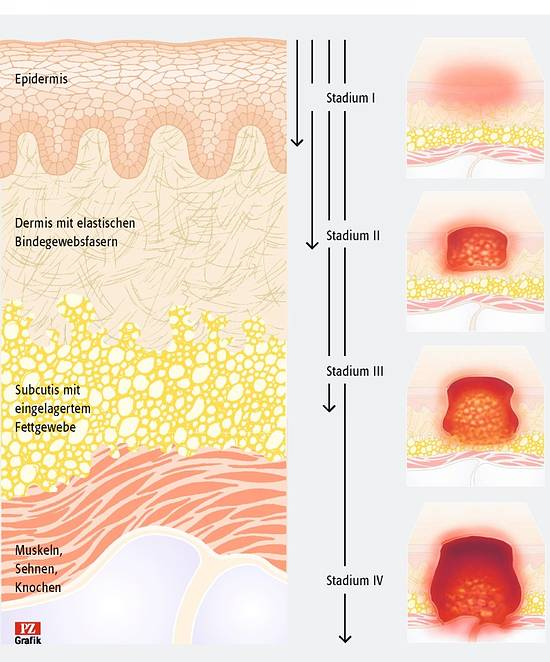 Epidermis
Stadium I
Dermis mit elastischen
Bindegewebsfasern
Stadium II
Stadium III
Subcutis mit
eingelagertem
Fettgewebe
Muskeln,
Sehnen,
Knochen
Stadium IV
PZ
Grafik